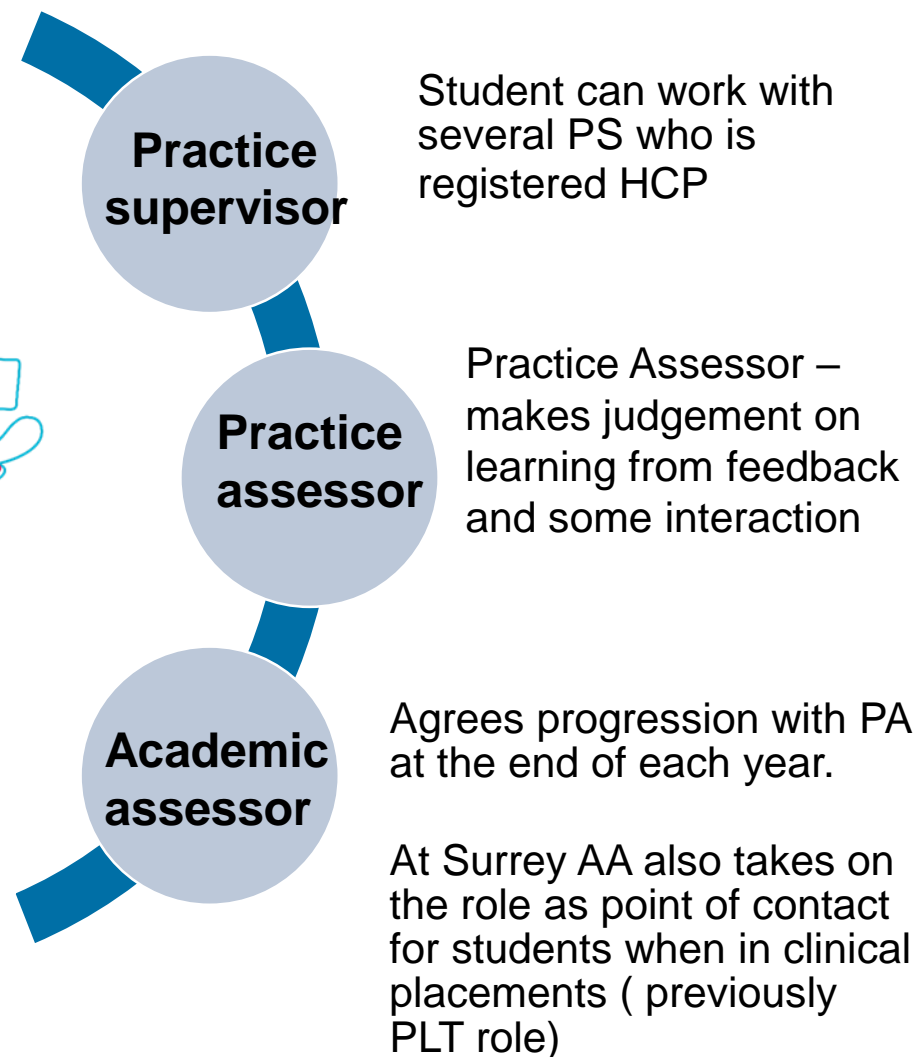 Practice
supervisor
Student can work with
several PS who is
registered HCP
Practice
assessor
Practice Assessor –
makes judgement on
learning from feedback
and some interaction
Academic
assessor
Agrees progression with PA
at the end of each year.
At Surrey AA also takes on
the role as point of contact
for students when in clinical
placements ( previously
PLT role)